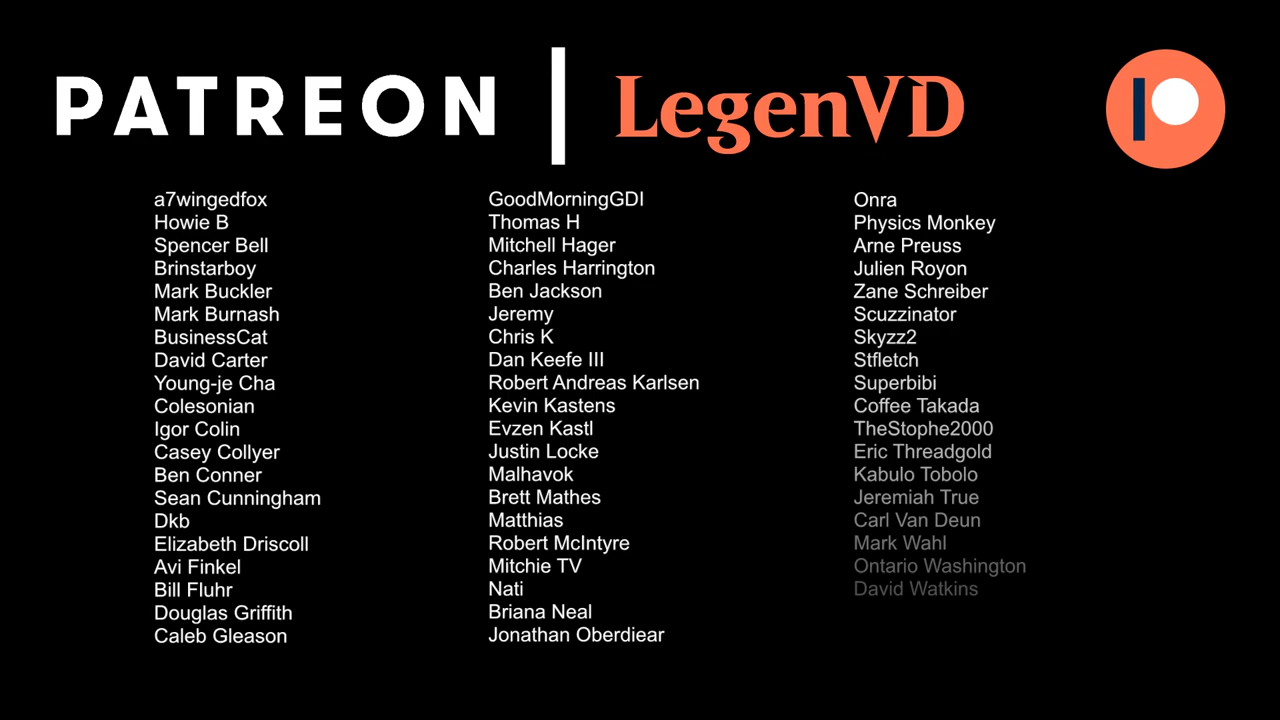 PATREON | LegenVD
a7wingedfox
Howie B
Spencer Bell
Brinstarboy
Mark Buckler
Mark Burnash
BusinessCat
David Carter
Young-je Cha
Colesonian
Igor Colin
Casey Collyer
Ben Conner
Sean Cunningham
Dkb
Elizabeth Driscoll
Avi Finkel
Bill Fluhr
Douglas Griffith
Caleb Gleason
GoodMorningGDI
Thomas H
Mitchell Hager
Charles Harrington
Ben Jackson
Jeremy
Chris K
Dan Keefe III
Robert Andreas Karlsen
Kevin Kastens
Evzen Kastl
Justin Locke
Malhavok
Brett Mathes
Matthias
Robert McIntyre
Mitchie TV
Nati
Briana Neal
Jonathan Oberdiear
Onra
Physics Monkey
Arne Preuss
Julien Royon
Zane Schreiber
Scuzzinator
Skyzz2
Stfletch
Superbibi
Coffee Takada
TheStophe2000
Eric Threadgold
Kabulo Tobolo
Jeremiah True
Carl Van Deun
Mark Wahl
Ontario Washington
David Watkins